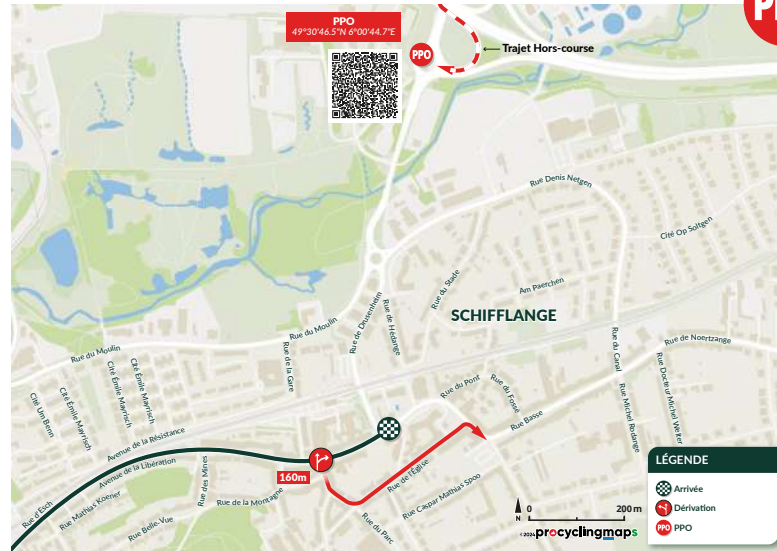 PPO
49°30'46.5"N 6°00'44.7"E
PPO
Trajet Hors-course
Rue Denis Netgen
Cité Op Soltgen
Rue du Stade
Am Paerchen
SCHIFFLANGE
Rue de Drusenheim
Rue de Hédange
Rue du Moulin
Rue du Moulin
Rue de la Gare
Rue du Canal
Rue de Noertzange
Rue Docteur Michel Welter
Rue Michel Rodange
Cité Um Benn
Cité Émile Mayrisch
Cité Émile Mayrisch
Cité Émile Mayrisch
Rue du Pont
Rue du Fossé
Rue Basse
Avenue de la Résistance
Avenue de la Libération
160m
Rue des Mines
Rue de l'Église
Rue Caspar Mathias Spoo
Rue d'Esch
Rue Mathias Koener
Rue de la Montagne
Rue Belle-Vue
Rue du Parc
N
0 200 m
©2024 procyclingmaps
LÉGENDE
Arrivée
Dérivation
PPO PPO